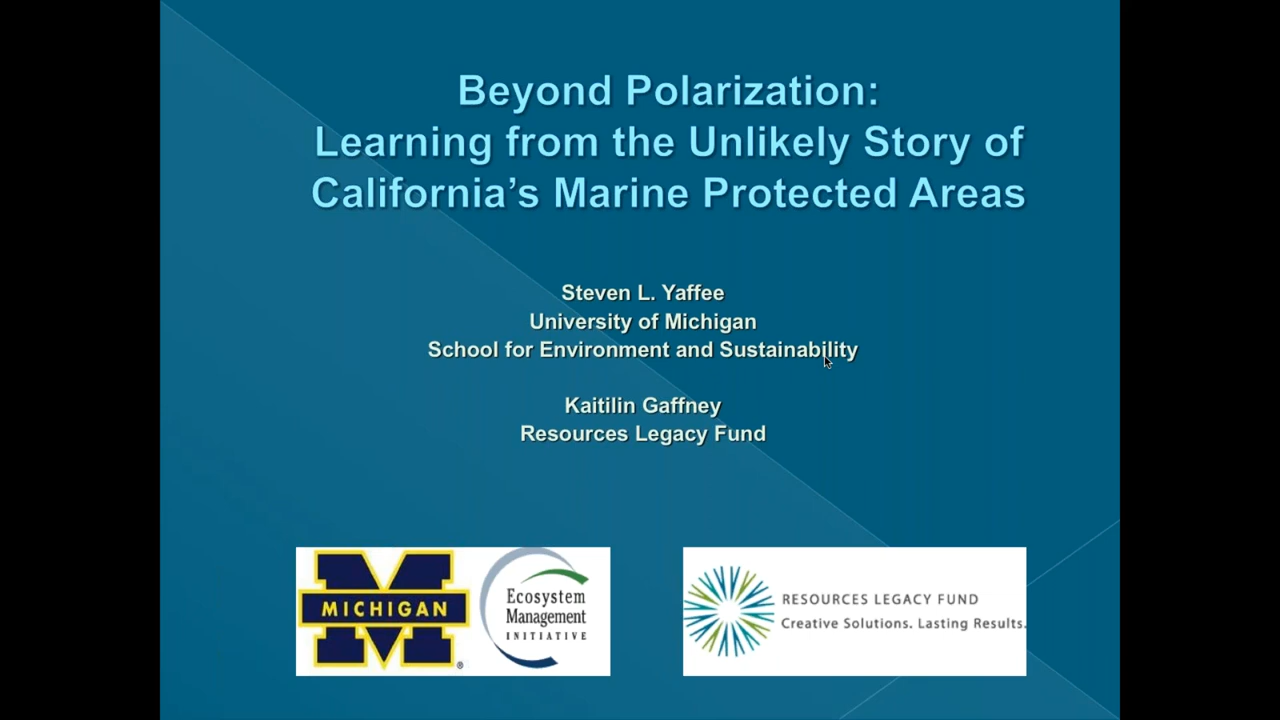 Beyond Polarization:
Learning from the Unlikely Story of
California’s Marine Protected Areas
Steven L. Yaffee
University of Michigan
School for Environment and Sustainability
Kaitilin Gaffney
Resources Legacy Fund
MICHIGAN
®
Ecosystem
Management
INITIATIVE
RESOURCES LEGACY FUND
Creative Solutions. Lasting Results.